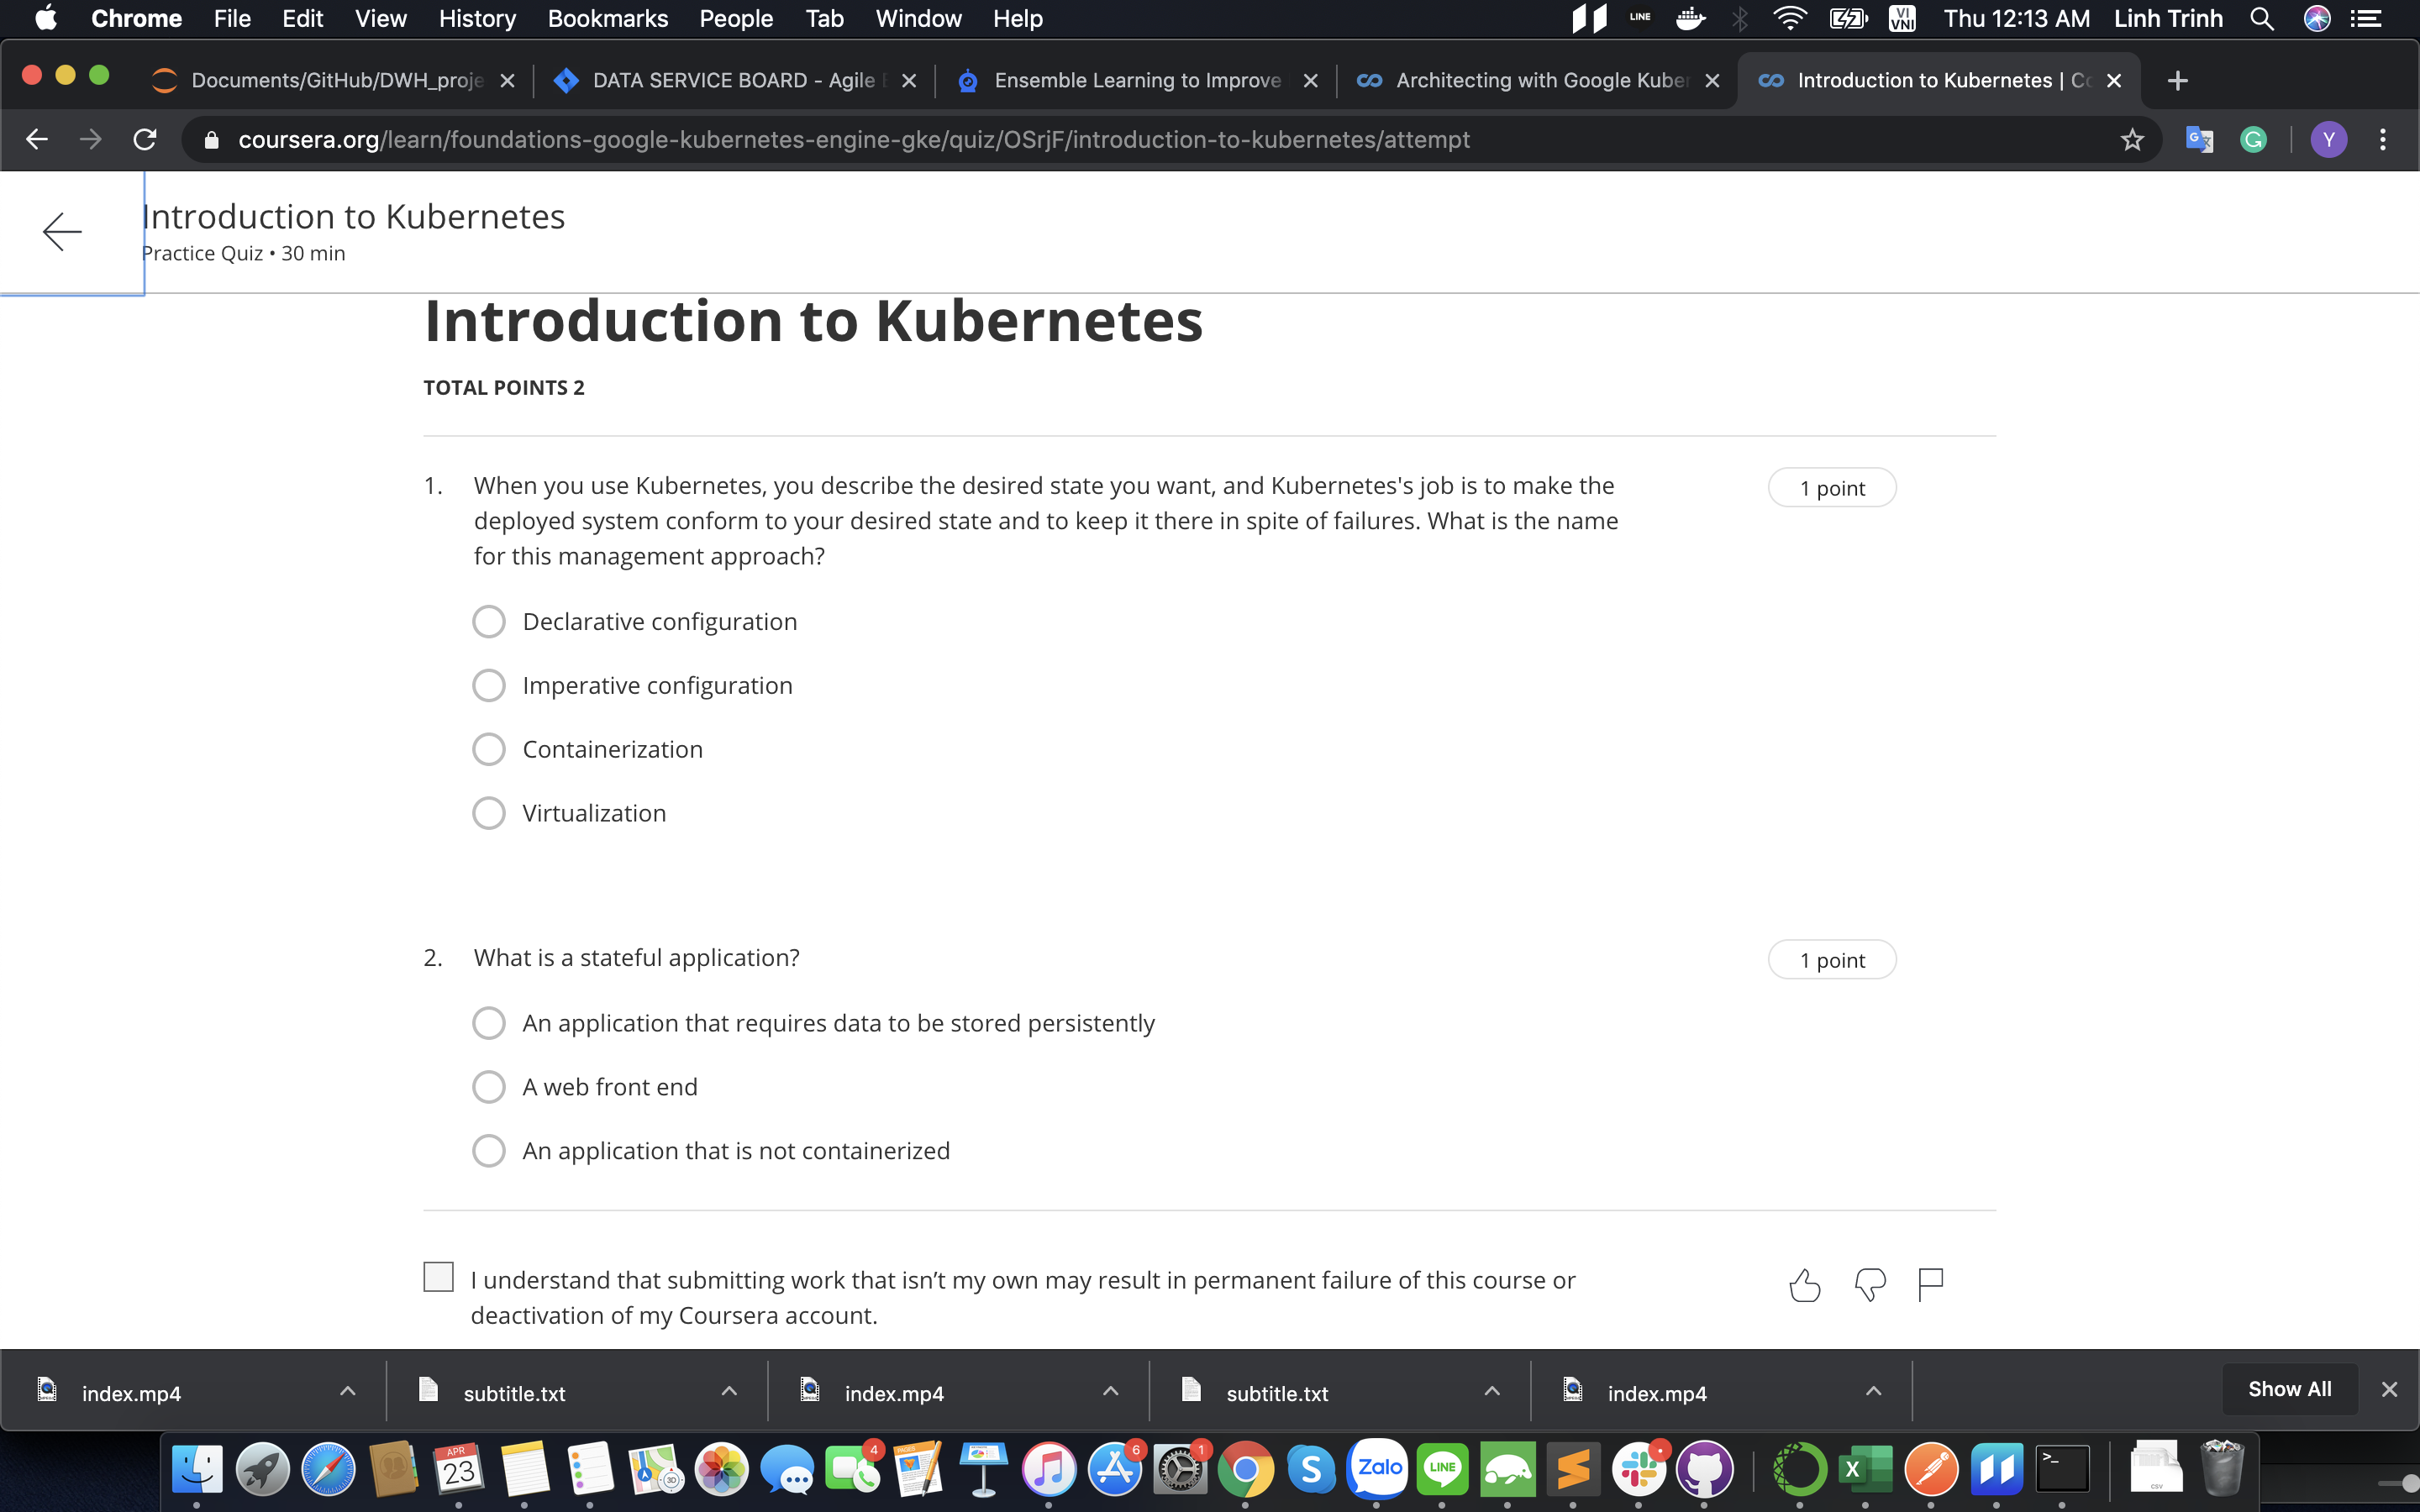 Chrome File Edit View History Bookmarks People Tab Window Help LINE VI VNI Thu 12:13 AM Linh Trinh
Documents/GitHub/DWH_proje DATA SERVICE BOARD - Agile Ensemble Learning to Improve Architecting with Google Kuber Introduction to Kubernetes | Co
coursera.org/learn/foundations-google-kubernetes-engine-gke/quiz/OSrjF/introduction-to-kubernetes/attempt Y
Introduction to Kubernetes
Practice Quiz • 30 min
Introduction to Kubernetes
TOTAL POINTS 2
1. When you use Kubernetes, you describe the desired state you want, and Kubernetes's job is to make the 1 point
deployed system conform to your desired state and to keep it there in spite of failures. What is the name
for this management approach?
Declarative configuration
Imperative configuration
Containerization
Virtualization
2. What is a stateful application? 1 point
An application that requires data to be stored persistently
A web front end
An application that is not containerized
I understand that submitting work that isn't my own may result in permanent failure of this course or
deactivation of my Coursera account.
index.mp4 subtitle.txt index.mp4 subtitle.txt index.mp4 Show All
APR 23 PAGES 3D 4 6 1 S Zalo LINE X >_ CSV